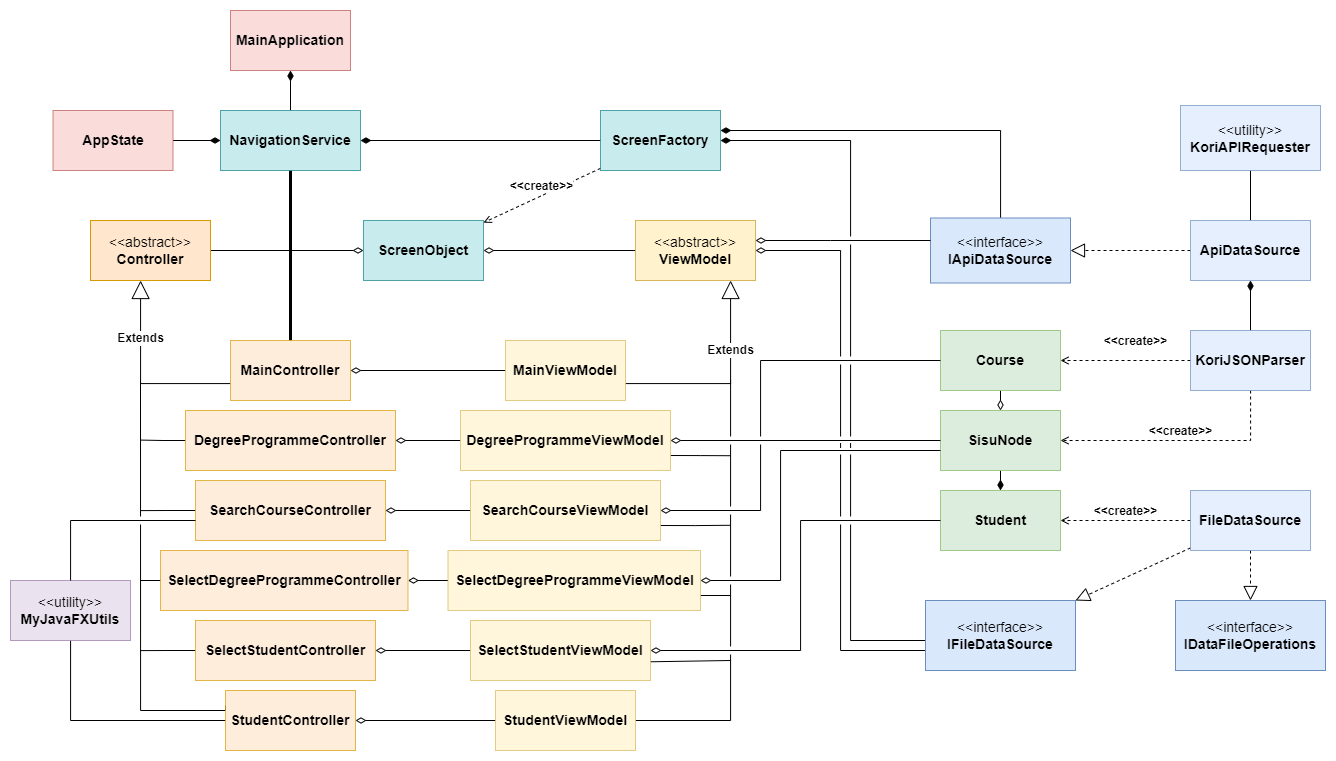 MainApplication
AppState
NavigationService
ScreenFactory
<<utility>>
KoriAPIRequester
<<create>>
<<abstract>>
Controller
ScreenObject
<<abstract>>
ViewModel
<<interface>>
IApiDataSource
ApiDataSource
Extends
Extends
<<create>>
MainController
MainViewModel
Course
KoriJSONParser
DegreeProgrammeController
DegreeProgrammeViewModel
SisuNode
<<create>>
SearchCourseController
SearchCourseViewModel
Student
<<create>>
FileDataSource
SelectDegreeProgrammeController
SelectDegreeProgrammeViewModel
<<utility>>
MyJavaFXUtils
<<interface>>
IFileDataSource
<<interface>>
IDataFileOperations
SelectStudentController
SelectStudentViewModel
StudentController
StudentViewModel